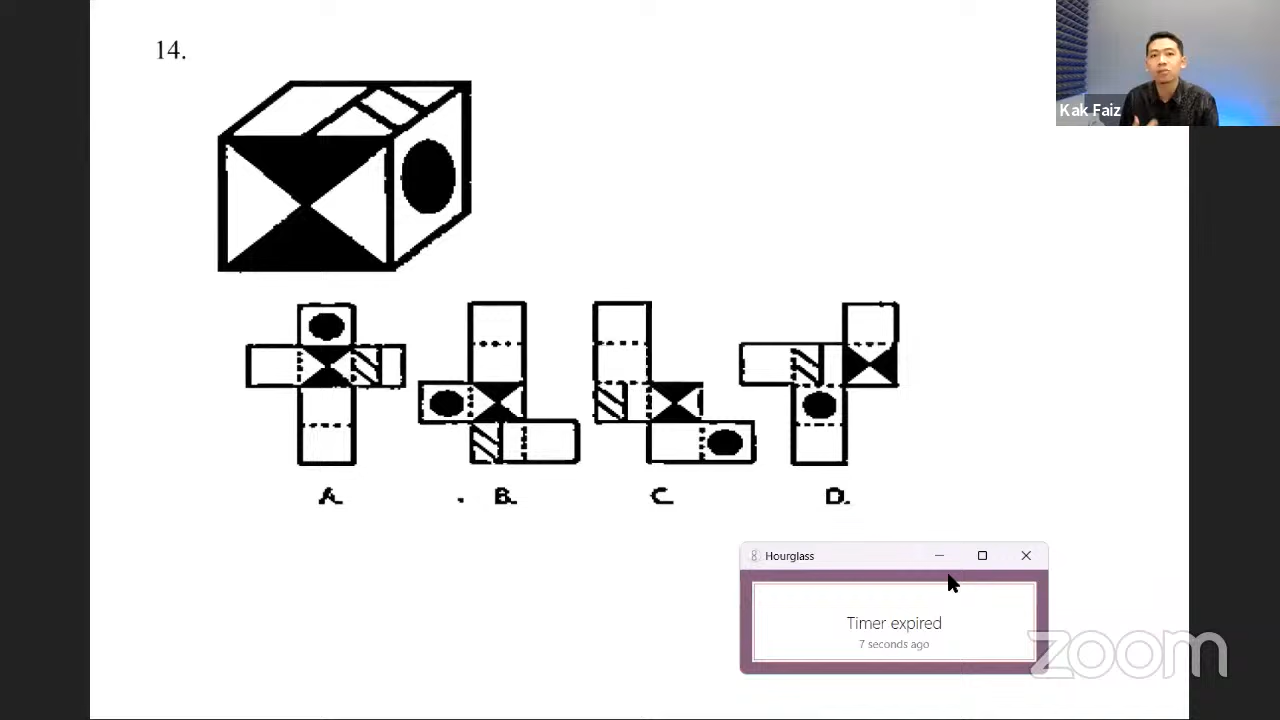 14.
Kak Faiz
A. B. C D.
Hourglass
Timer expired
7 seconds ago
zoom